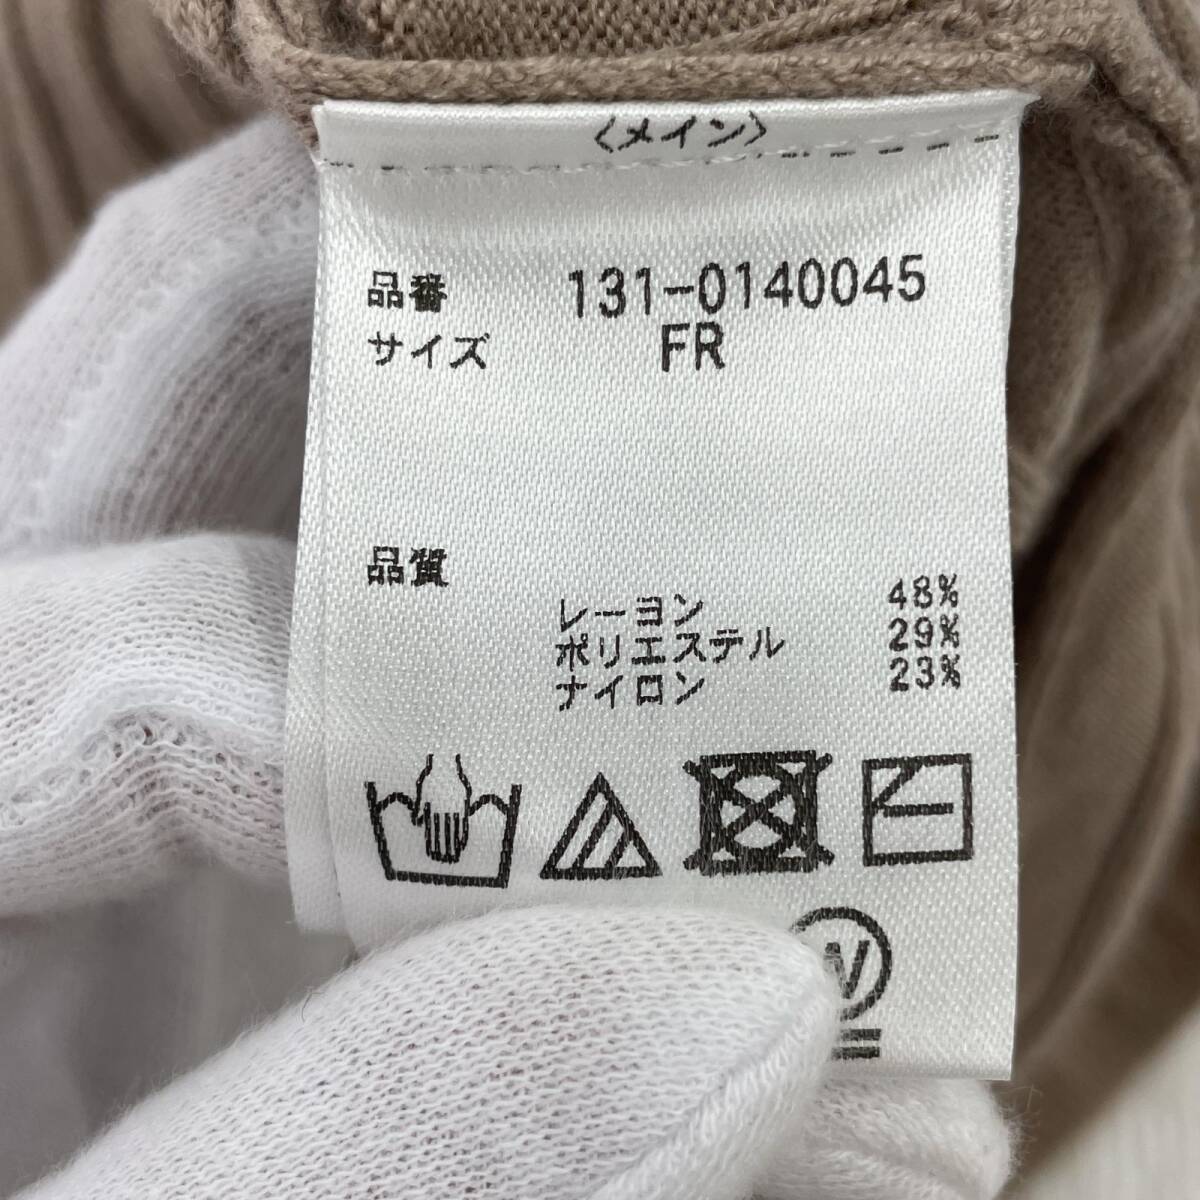 〈メイン〉
品番 131-0140045
サイズ FR
品質
レーヨン 48%
ポリエステル 29%
ナイロン 23%
W